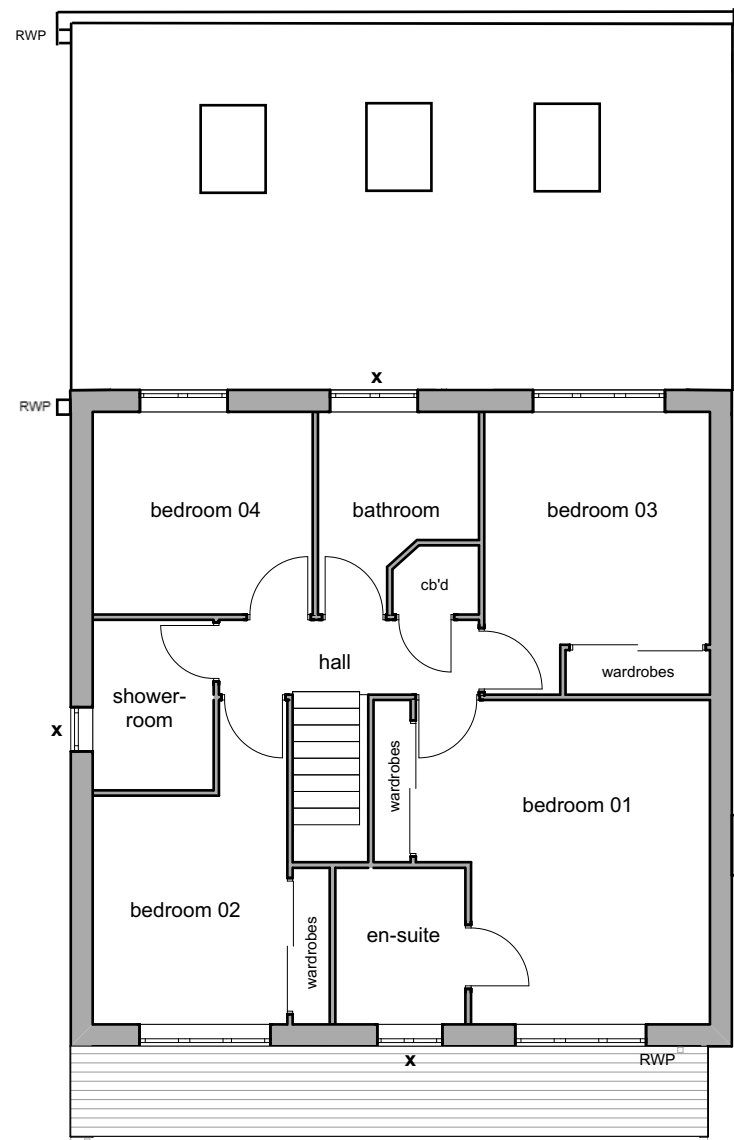 RWP
x
RWP
bedroom 04
bathroom
bedroom 03
cb'd
hall
wardrobes
shower-
room
x
wardrobes
bedroom 01
bedroom 02
wardrobes
en-suite
x
RWP